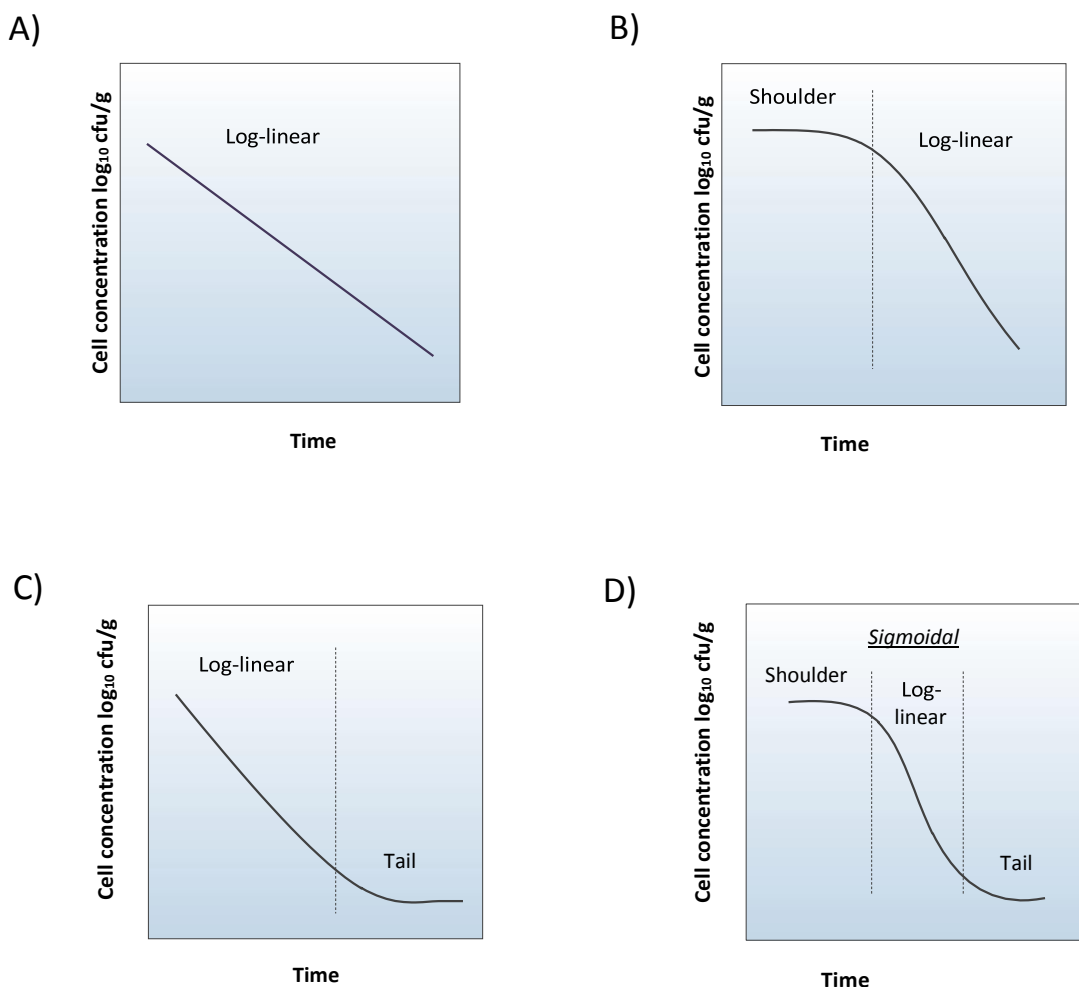 A)
Cell concentration log₁₀ cfu/g
Log-linear
Time
B)
Cell concentration log₁₀ cfu/g
Shoulder
Log-linear
Time
C)
Cell concentration log₁₀ cfu/g
Log-linear
Tail
Time
D)
Cell concentration log₁₀ cfu/g
Sigmoidal
Shoulder
Log-
linear
Tail
Time